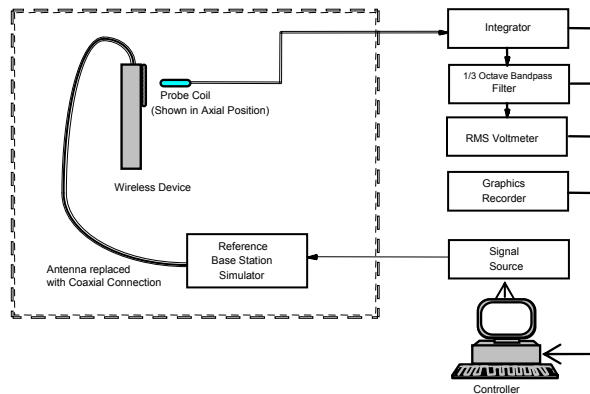 Integrator
1/3 Octave Bandpass
Filter
RMS Voltmeter
Graphics
Recorder
Signal
Source
Controller
Probe Coil
(Shown in Axial Position)
Wireless Device
Reference
Base Station
Simulator
Antenna replaced
with Coaxial Connection